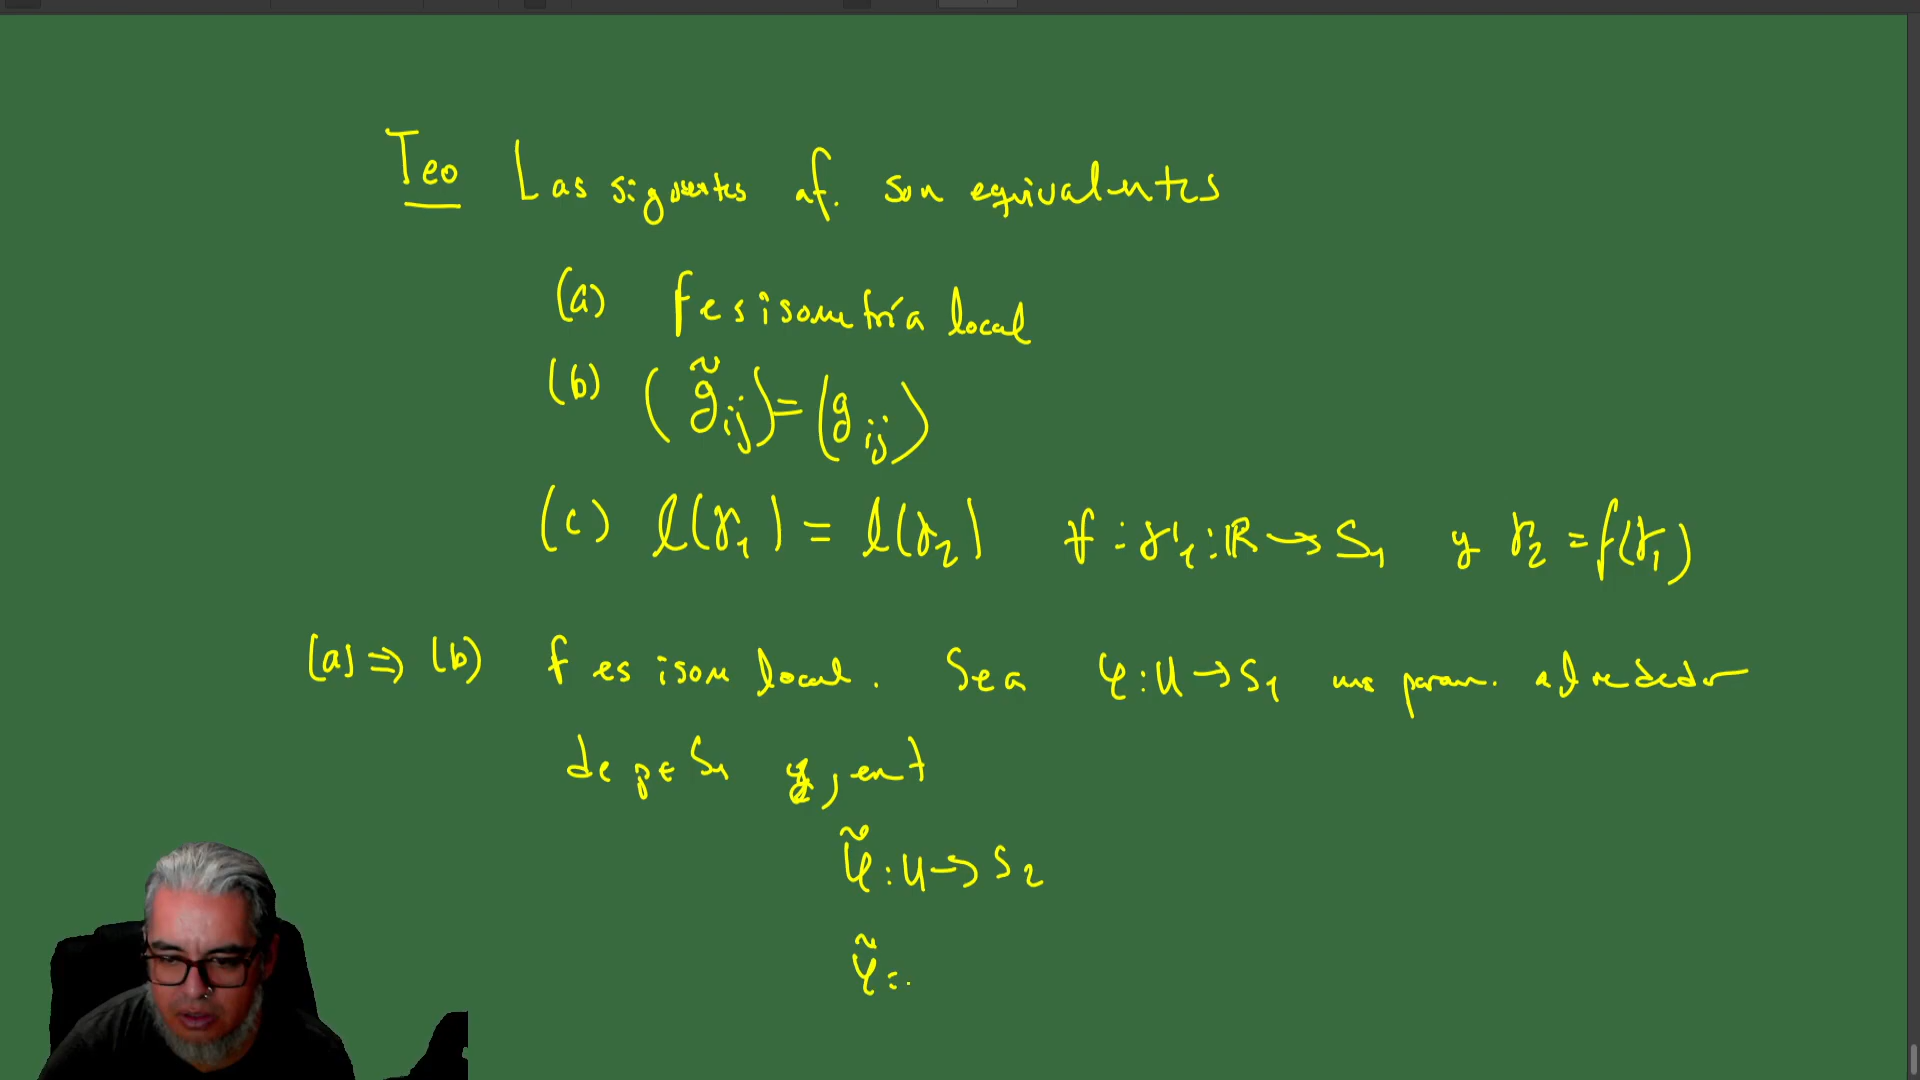 Teo Las siguientes af. son equivalentes
(a) f es isometría local
(b) (g̃ij) = (gij)
(c) l(γ1) = l(γ2) ∀ : γ1 : ℝ → S1 y γ2 = f(γ1)
(a) ⇒ (b) f es isom local. Sea φ : U → S1 una param. alrededor
de p ∈ S1 , ent
φ̃ : U → S2
φ̃ =